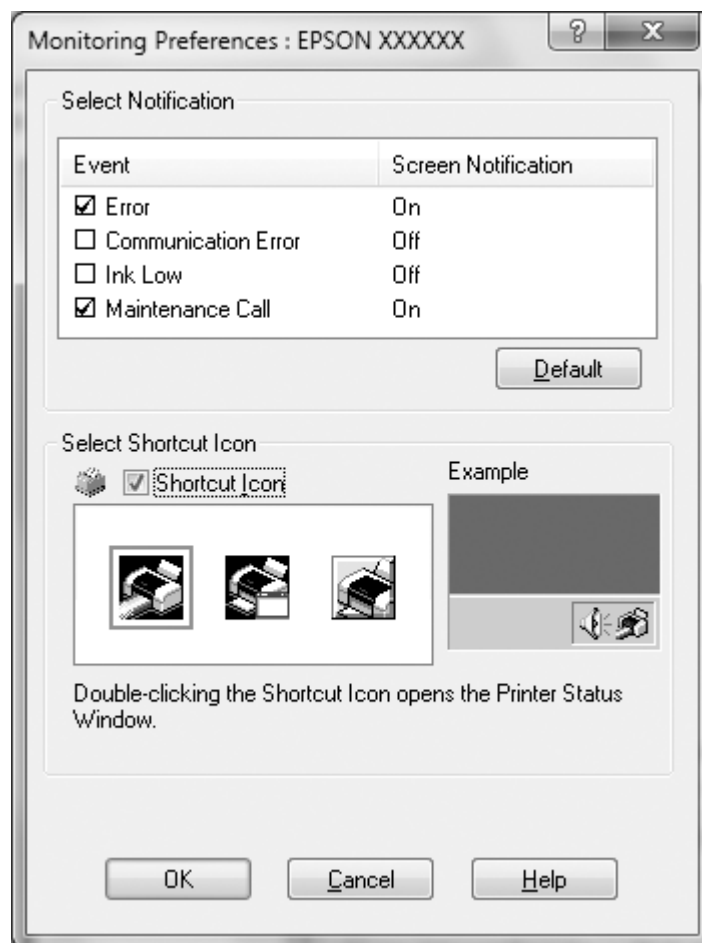 Monitoring Preferences : EPSON XXXXXX
Select Notification
Event Screen Notification
Error On
Communication Error Off
Ink Low Off
Maintenance Call On
Default
Select Shortcut Icon
Shortcut Icon
Example
Double-clicking the Shortcut Icon opens the Printer Status
Window.
OK Cancel Help